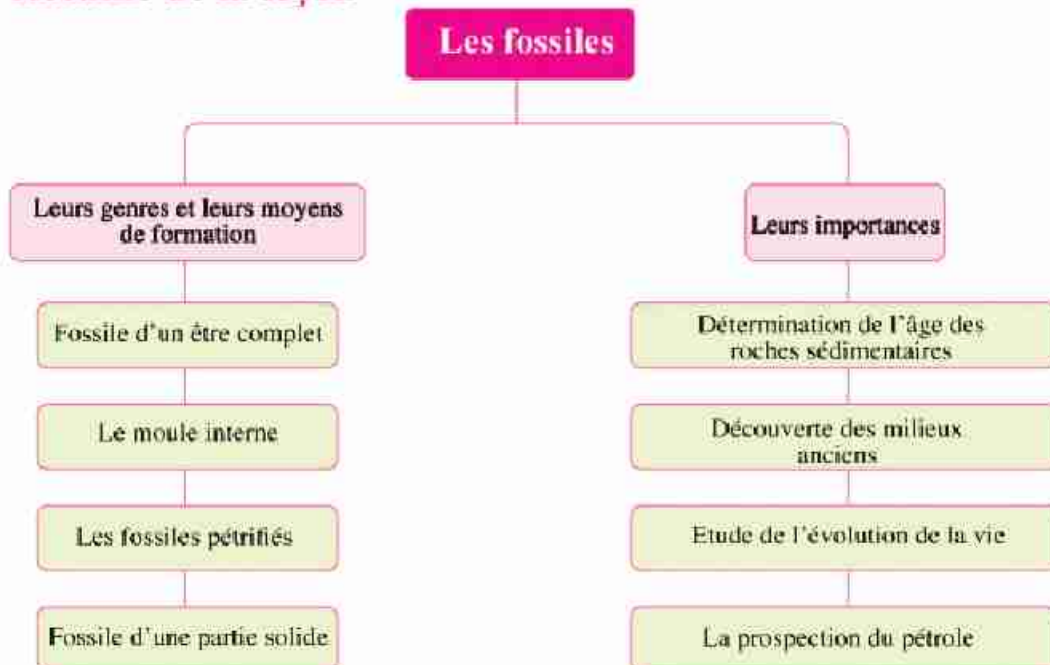 Les fossiles
Leurs genres et leurs moyens
de formation
Fossile d'un être complet
Le moule interne
Les fossiles pétrifiés
Fossile d'une partie solide
Leurs importances
Détermination de l'âge des
roches sédimentaires
Découverte des milieux
anciens
Etude de l'évolution de la vie
La prospection du pétrole